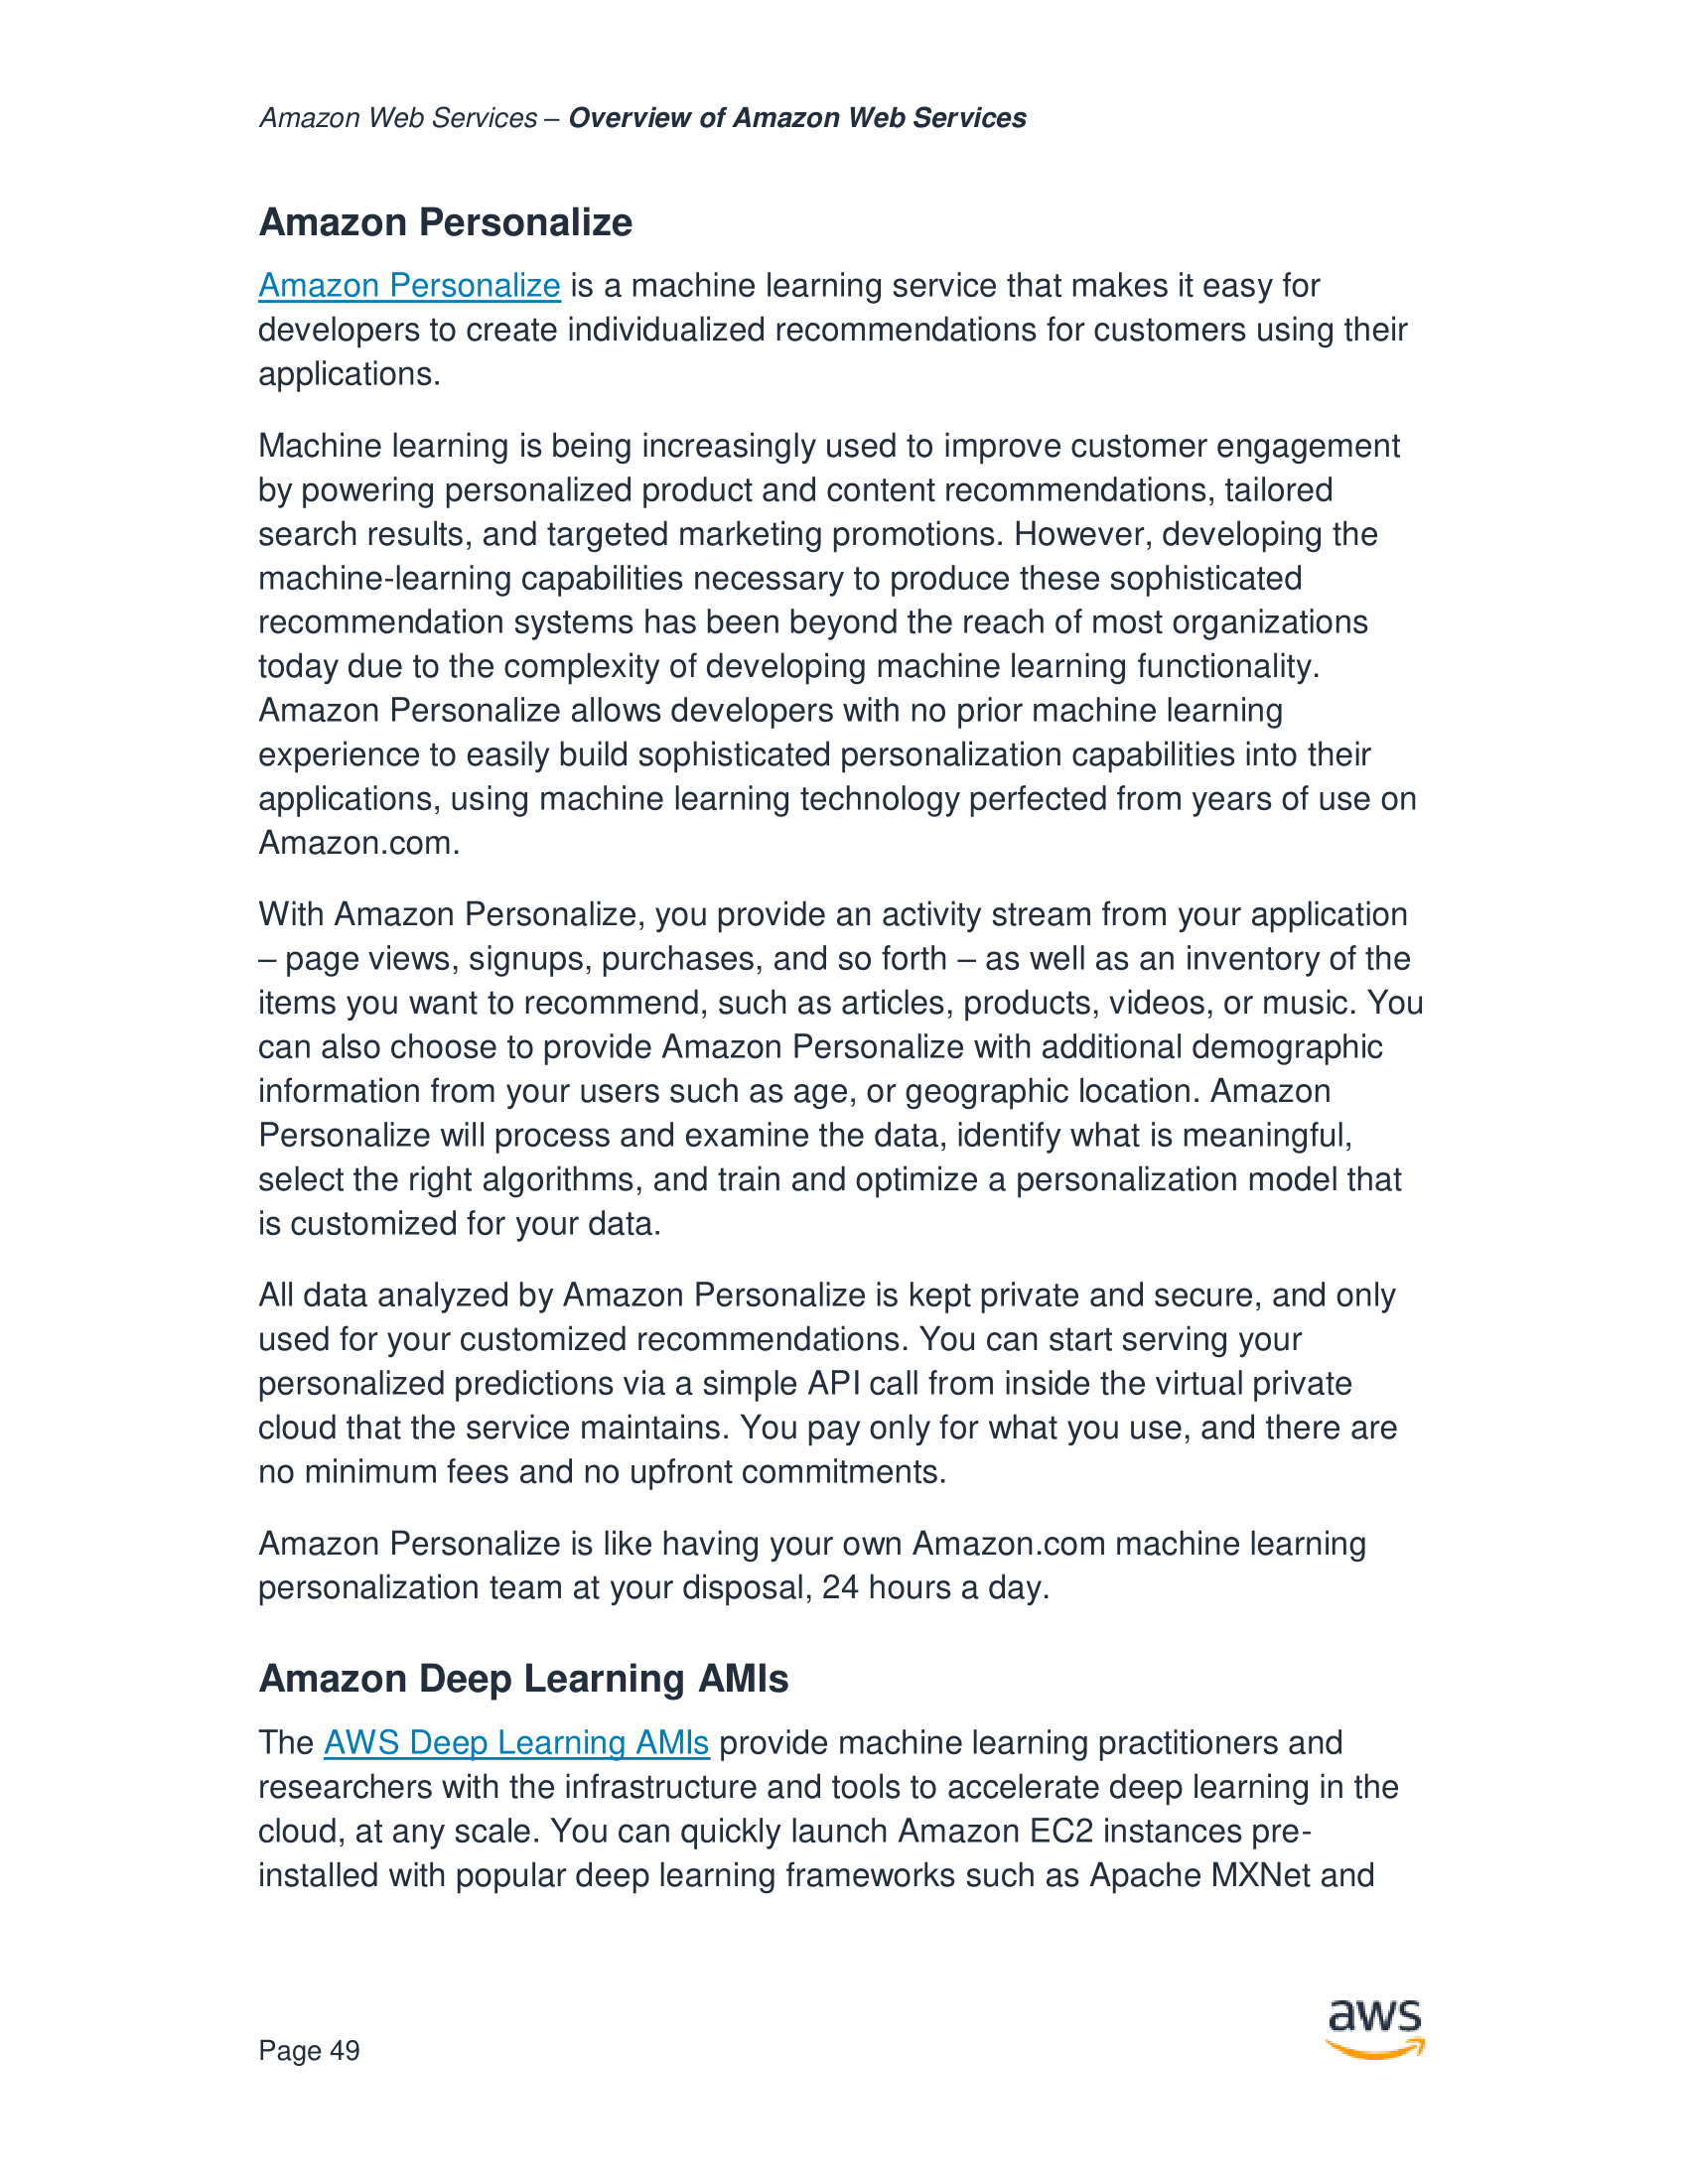 Amazon Web Services – Overview of Amazon Web Services
Amazon Personalize
Amazon Personalize is a machine learning service that makes it easy for
developers to create individualized recommendations for customers using their
applications.
Machine learning is being increasingly used to improve customer engagement
by powering personalized product and content recommendations, tailored
search results, and targeted marketing promotions. However, developing the
machine-learning capabilities necessary to produce these sophisticated
recommendation systems has been beyond the reach of most organizations
today due to the complexity of developing machine learning functionality.
Amazon Personalize allows developers with no prior machine learning
experience to easily build sophisticated personalization capabilities into their
applications, using machine learning technology perfected from years of use on
Amazon.com.
With Amazon Personalize, you provide an activity stream from your application
– page views, signups, purchases, and so forth – as well as an inventory of the
items you want to recommend, such as articles, products, videos, or music. You
can also choose to provide Amazon Personalize with additional demographic
information from your users such as age, or geographic location. Amazon
Personalize will process and examine the data, identify what is meaningful,
select the right algorithms, and train and optimize a personalization model that
is customized for your data.
All data analyzed by Amazon Personalize is kept private and secure, and only
used for your customized recommendations. You can start serving your
personalized predictions via a simple API call from inside the virtual private
cloud that the service maintains. You pay only for what you use, and there are
no minimum fees and no upfront commitments.
Amazon Personalize is like having your own Amazon.com machine learning
personalization team at your disposal, 24 hours a day.
Amazon Deep Learning AMIs
The AWS Deep Learning AMIs provide machine learning practitioners and
researchers with the infrastructure and tools to accelerate deep learning in the
cloud, at any scale. You can quickly launch Amazon EC2 instances pre-
installed with popular deep learning frameworks such as Apache MXNet and
aws
Page 49